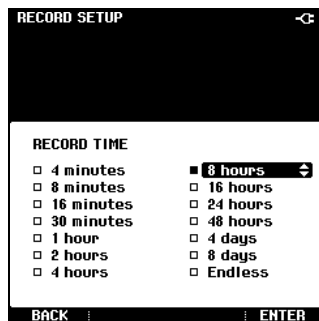 RECORD SETUP
RECORD TIME
4 minutes
8 minutes
16 minutes
30 minutes
1 hour
2 hours
4 hours
8 hours
16 hours
24 hours
48 hours
4 days
8 days
Endless
BACK
ENTER